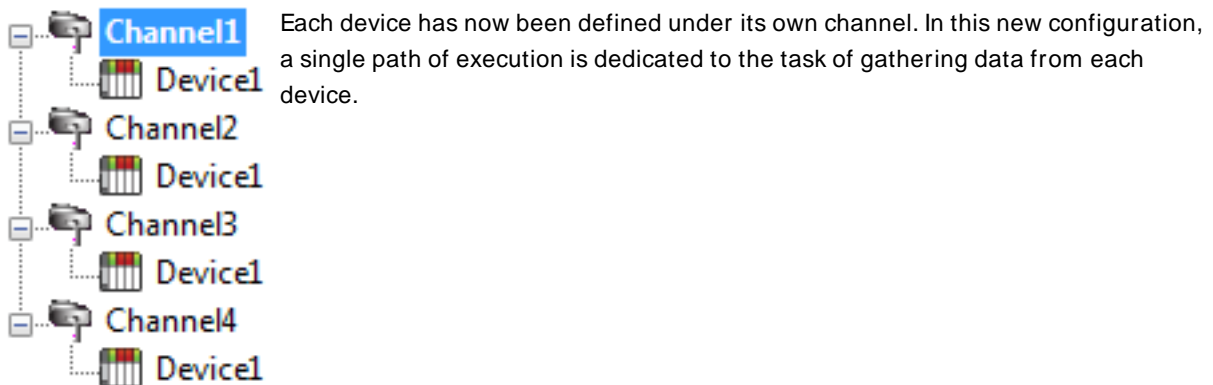 Channel1
Device1
Channel2
Device1
Channel3
Device1
Channel4
Device1
Each device has now been defined under its own channel. In this new configuration,
a single path of execution is dedicated to the task of gathering data from each
device.